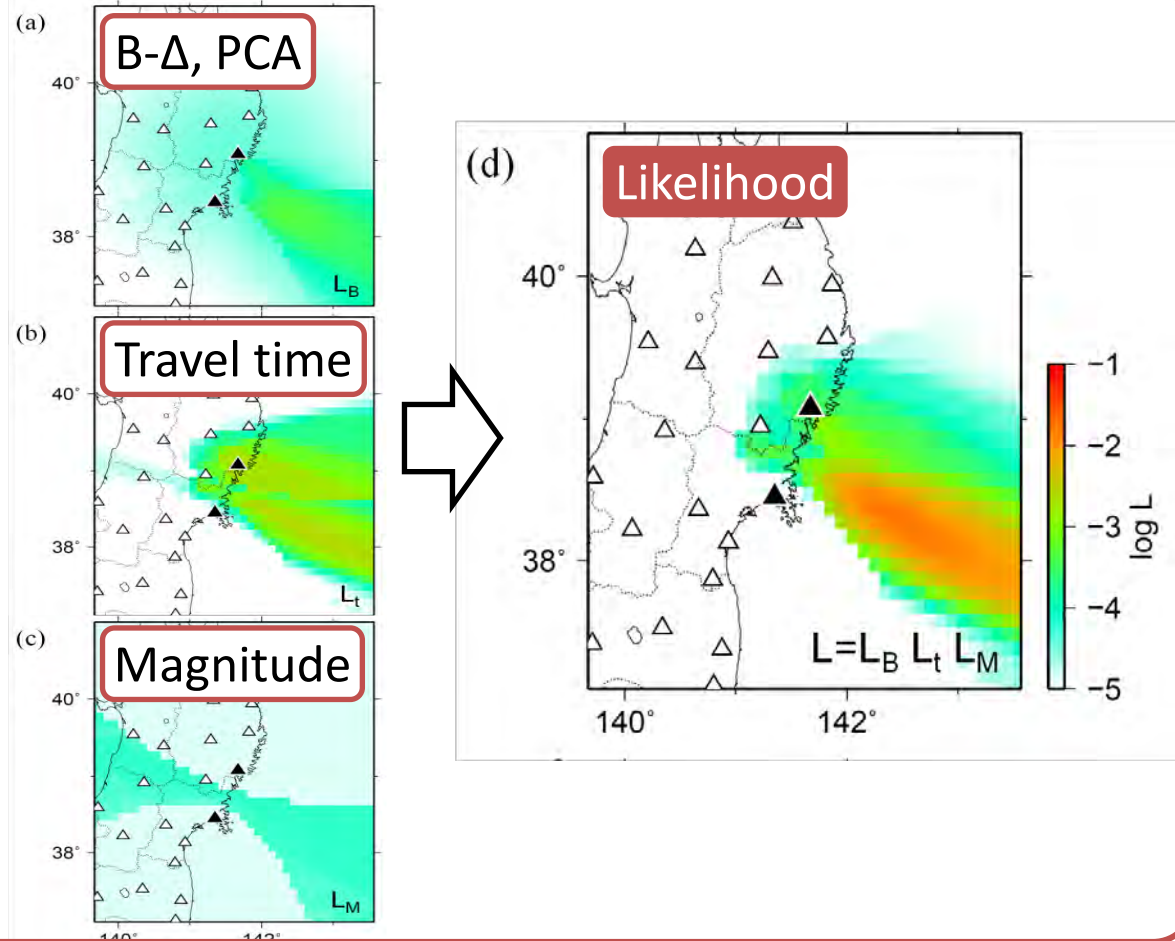 (a)
B-Δ, PCA
40°
38°
L_B
(b)
Travel time
40°
38°
L_t
(c)
Magnitude
40°
38°
L_M
(d)
Likelihood
40°
38°
L=L_B L_t L_M
140°
142°
−1
−2
−3
−4
−5
log L